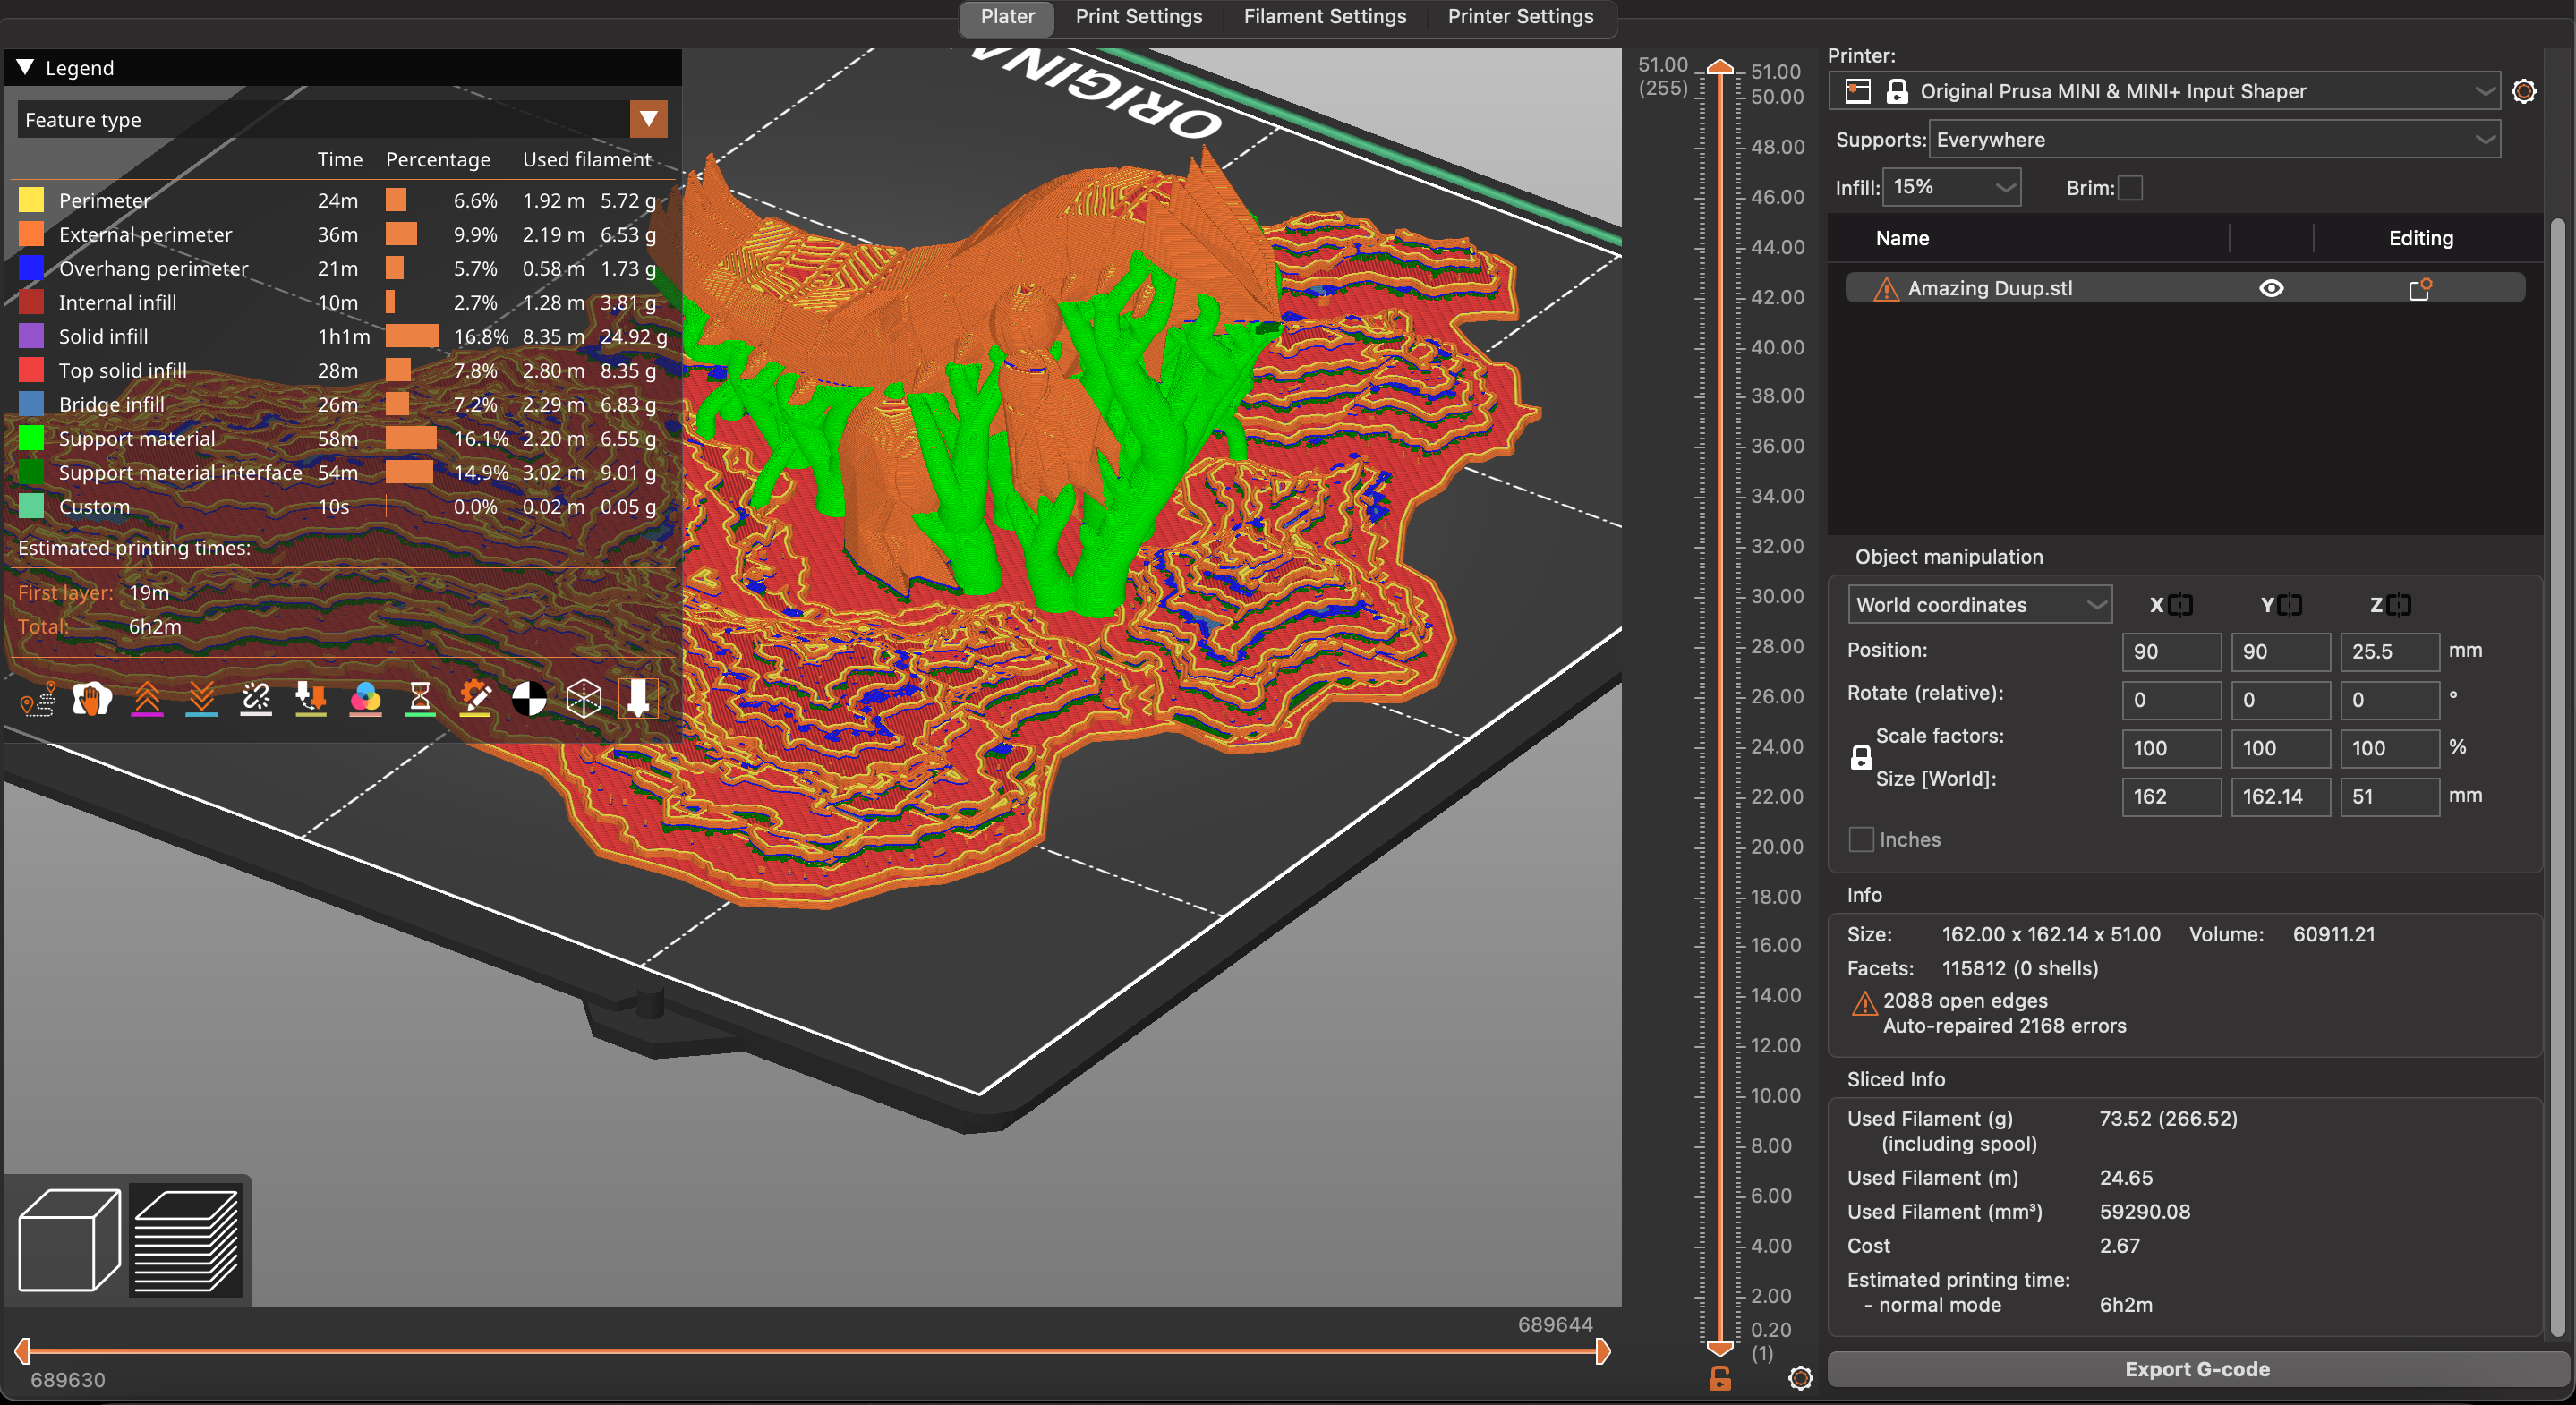 Plater Print Settings Filament Settings Printer Settings
Legend
Feature type
Time Percentage Used filament
Perimeter 24m 6.6% 1.92 m 5.72 g
External perimeter 36m 9.9% 2.19 m 6.53 g
Overhang perimeter 21m 5.7% 0.58 m 1.73 g
Internal infill 10m 2.7% 1.28 m 3.81 g
Solid infill 1h1m 16.8% 8.35 m 24.92 g
Top solid infill 28m 7.8% 2.80 m 8.35 g
Bridge infill 26m 7.2% 2.29 m 6.83 g
Support material 58m 16.1% 2.20 m 6.55 g
Support material interface 54m 14.9% 3.02 m 9.01 g
Custom 10s 0.0% 0.02 m 0.05 g
Estimated printing times:
First layer: 19m
Total: 6h2m
ORIGINA
689644
689630
51.00
(255)
51.00
50.00
48.00
46.00
44.00
42.00
40.00
38.00
36.00
34.00
32.00
30.00
28.00
26.00
24.00
22.00
20.00
18.00
16.00
14.00
12.00
10.00
8.00
6.00
4.00
2.00
0.20
(1)
Printer:
Original Prusa MINI & MINI+ Input Shaper
Supports: Everywhere
Infill: 15% Brim:
Name Editing
Amazing Duup.stl
Object manipulation
World coordinates X Y Z
Position: 90 90 25.5 mm
Rotate (relative): 0 0 0 °
Scale factors: 100 100 100 %
Size [World]: 162 162.14 51 mm
Inches
Info
Size: 162.00 x 162.14 x 51.00 Volume: 60911.21
Facets: 115812 (0 shells)
2088 open edges
Auto-repaired 2168 errors
Sliced Info
Used Filament (g) 73.52 (266.52)
(including spool)
Used Filament (m) 24.65
Used Filament (mm³) 59290.08
Cost 2.67
Estimated printing time:
- normal mode 6h2m
Export G-code